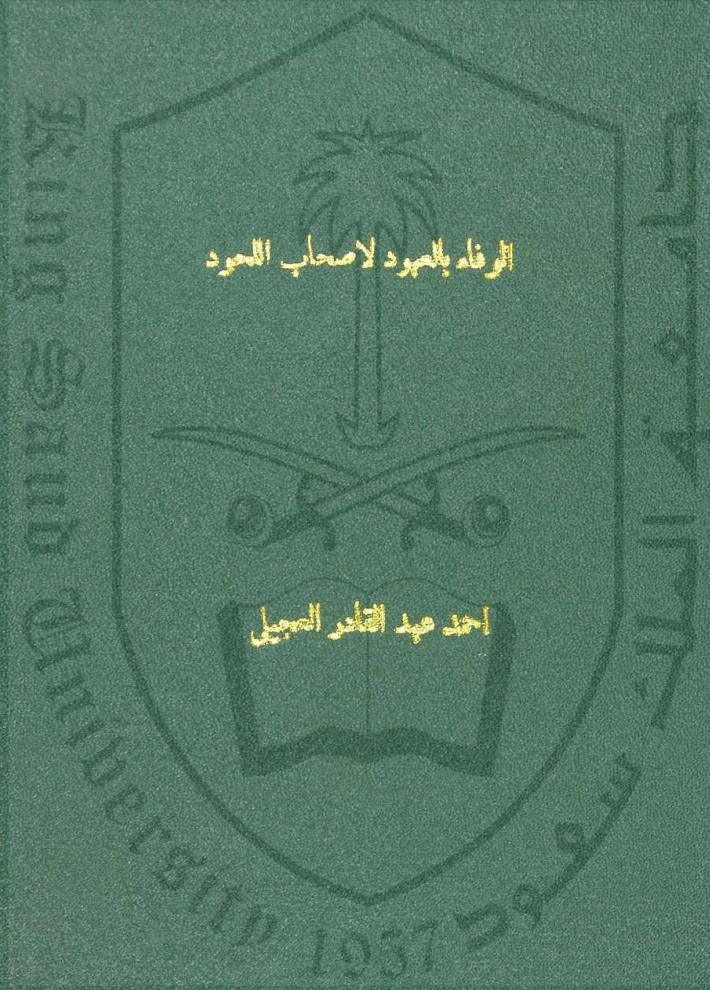 الوفاء بالعهود لاصحاب اللحود
احمد عبد القادر العجيلي
King Saud University 1957
جامعة الملك سعود